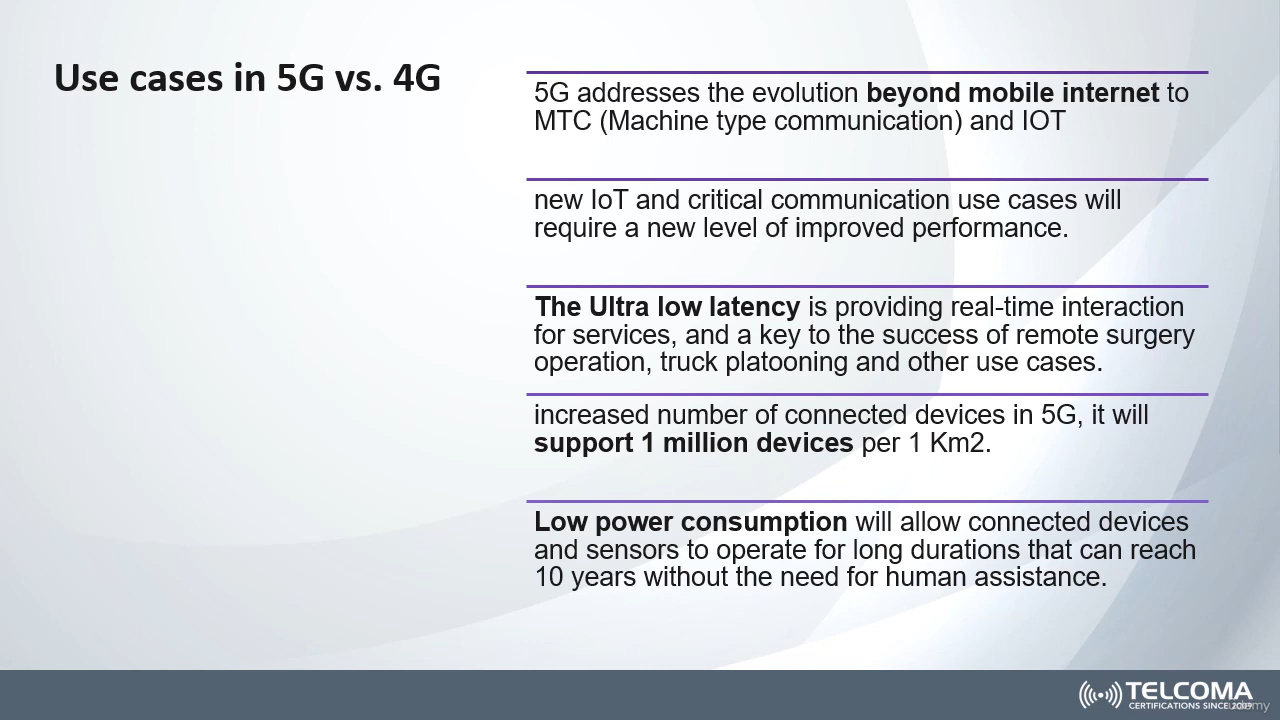 Use cases in 5G vs. 4G
5G addresses the evolution beyond mobile internet to
MTC (Machine type communication) and IOT
new IoT and critical communication use cases will
require a new level of improved performance.
The Ultra low latency is providing real-time interaction
for services, and a key to the success of remote surgery
operation, truck platooning and other use cases.
increased number of connected devices in 5G, it will
support 1 million devices per 1 Km2.
Low power consumption will allow connected devices
and sensors to operate for long durations that can reach
10 years without the need for human assistance.
TELCOMA
CERTIFICATIONS SINCE 2009
udemy